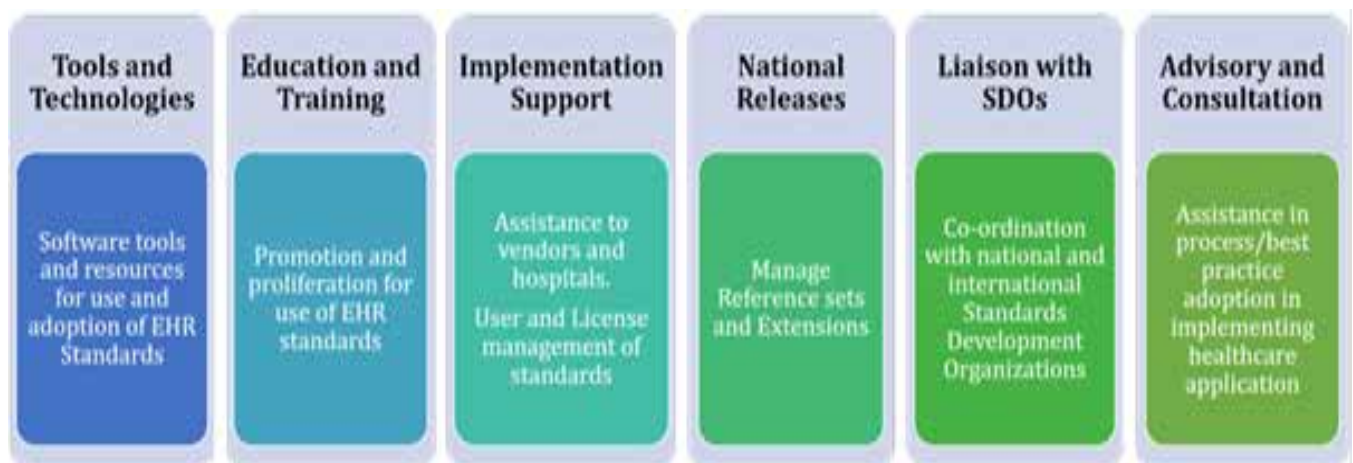 Tools and
Technologies
Software tools
and resources
for use and
adoption of EHR
Standards
Education and
Training
Promotion and
proliferation for
use of EHR
standards
Implementation
Support
Assistance to
vendors and
hospitals.
User and License
management of
standards
National
Releases
Manage
Reference sets
and Extensions
Liaison with
SDOs
Co-ordination
with national and
international
Standards
Development
Organizations
Advisory and
Consultation
Assistance in
process/best
practice
adoption in
implementing
healthcare
application